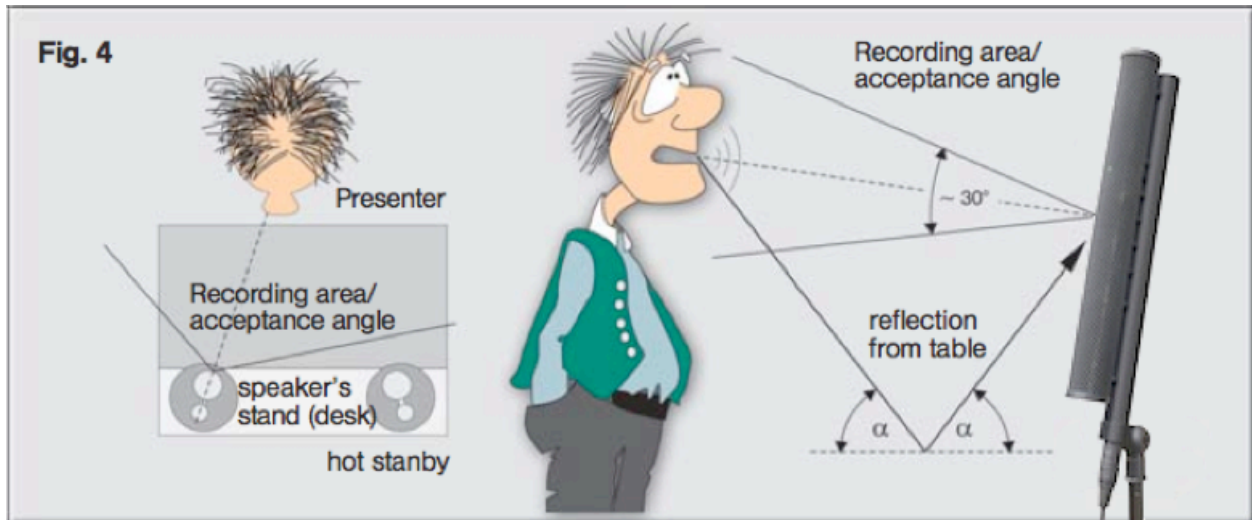 Fig. 4
Presenter
Recording area/
acceptance angle
speaker's
stand (desk)
hot stanby
Recording area/
acceptance angle
~ 30°
reflection
from table
α
α